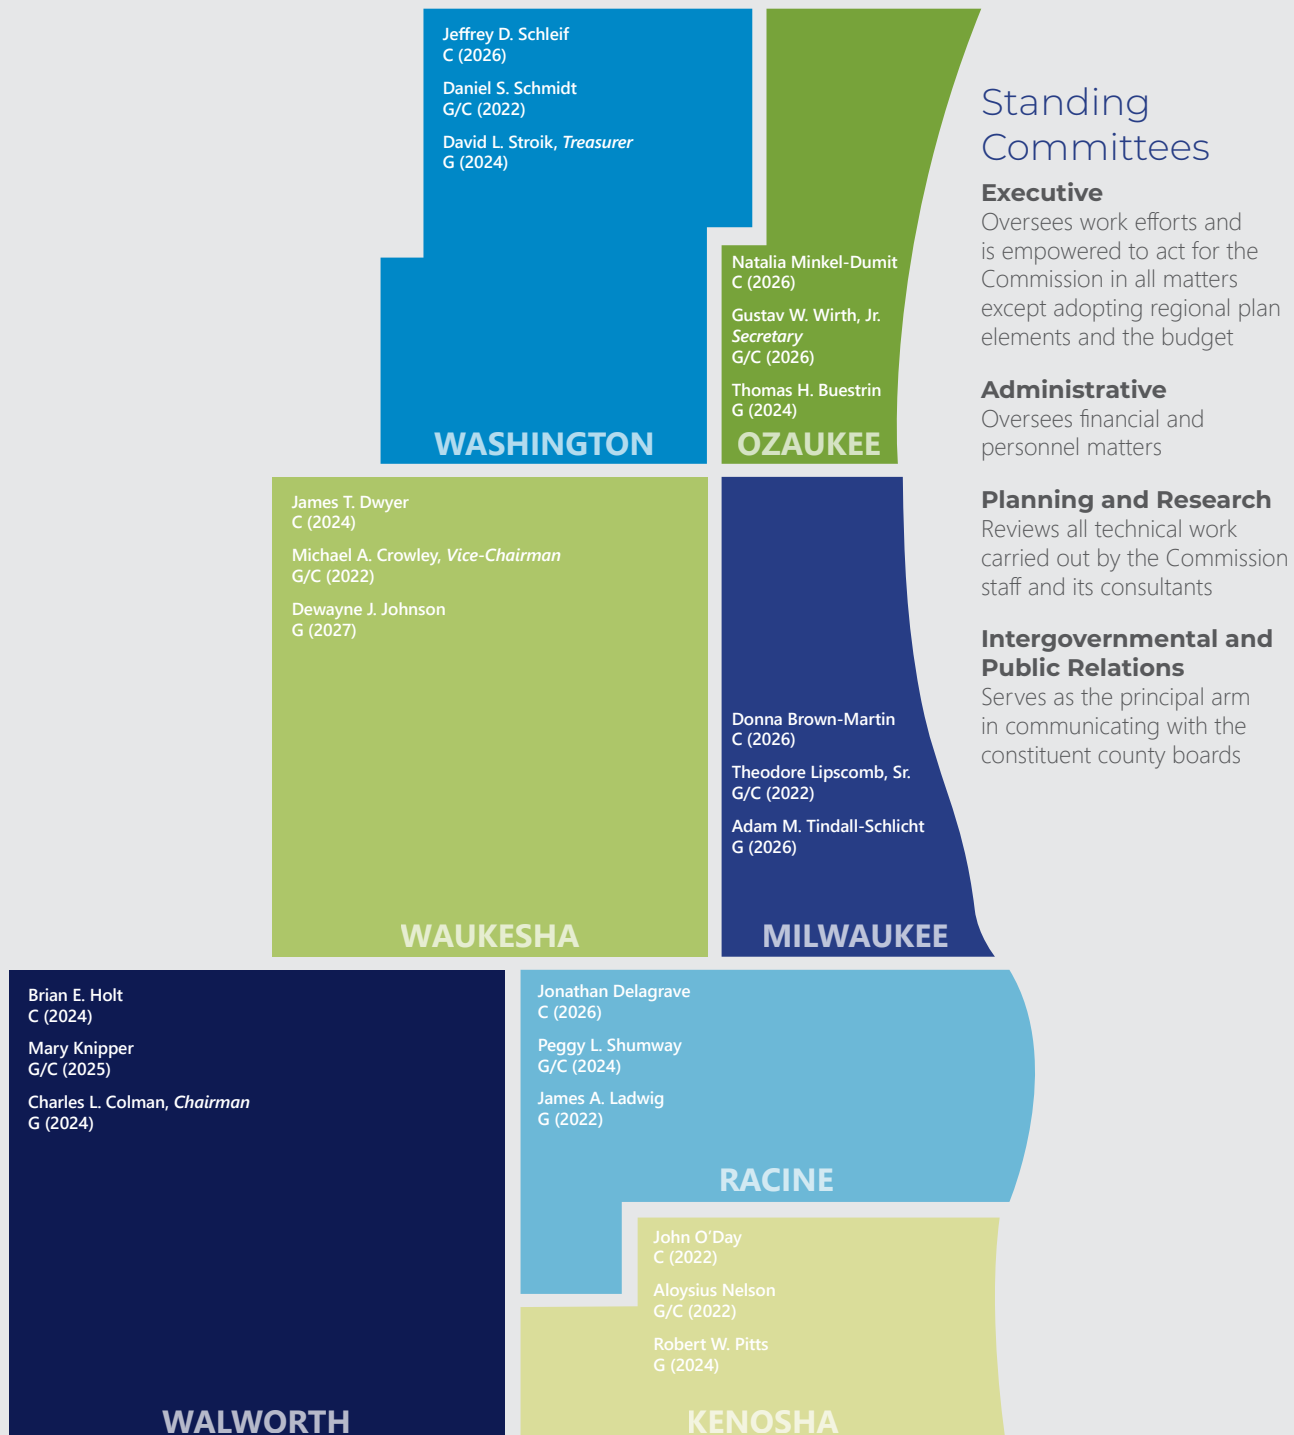 Jeffrey D. Schleif
C (2026)
Daniel S. Schmidt
G/C (2022)
David L. Stroik, Treasurer
G (2024)
WASHINGTON
Natalia Minkel-Dumit
C (2026)
Gustav W. Wirth, Jr.
Secretary
G/C (2026)
Thomas H. Buestrin
G (2024)
OZAUKEE
James T. Dwyer
C (2024)
Michael A. Crowley, Vice-Chairman
G/C (2022)
Dewayne J. Johnson
G (2027)
WAUKESHA
Donna Brown-Martin
C (2026)
Theodore Lipscomb, Sr.
G/C (2022)
Adam M. Tindall-Schlicht
G (2026)
MILWAUKEE
Brian E. Holt
C (2024)
Mary Knipper
G/C (2025)
Charles L. Colman, Chairman
G (2024)
WALWORTH
Jonathan Delagrave
C (2026)
Peggy L. Shumway
G/C (2024)
James A. Ladwig
G (2022)
RACINE
John O'Day
C (2022)
Aloysius Nelson
G/C (2022)
Robert W. Pitts
G (2024)
KENOSHA
Standing
Committees
Executive
Oversees work efforts and
is empowered to act for the
Commission in all matters
except adopting regional plan
elements and the budget
Administrative
Oversees financial and
personnel matters
Planning and Research
Reviews all technical work
carried out by the Commission
staff and its consultants
Intergovernmental and
Public Relations
Serves as the principal arm
in communicating with the
constituent county boards